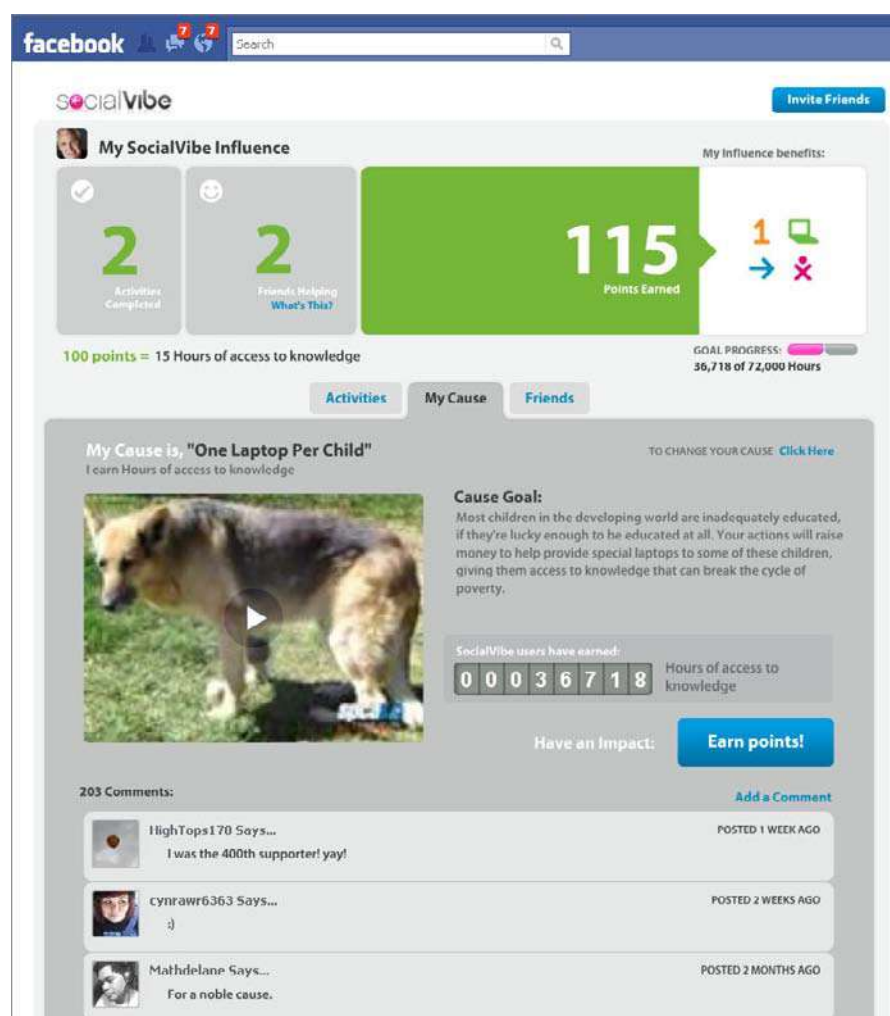 facebook
7
7
Search
socialVibe
Invite Friends
My SocialVibe Influence
My Influence benefits:
2
Activities
Completed
2
Friends Helping
What's This?
115
Points Earned
1
100 points = 15 Hours of access to knowledge
GOAL PROGRESS:
36,718 of 72,000 Hours
Activities
My Cause
Friends
My Cause is, "One Laptop Per Child"
TO CHANGE YOUR CAUSE Click Here
I earn Hours of access to knowledge
Cause Goal:
Most children in the developing world are inadequately educated,
if they're lucky enough to be educated at all. Your actions will raise
money to help provide special laptops to some of these children,
giving them access to knowledge that can break the cycle of
poverty.
SocialVibe users have earned:
0 0 0 3 6 7 1 8
Hours of access to
knowledge
Have an Impact:
Earn points!
203 Comments:
Add a Comment
HighTops170 Says...
POSTED 1 WEEK AGO
I was the 400th supporter! yay!
cynrawr6363 Says...
POSTED 2 WEEKS AGO
:)
Mathdelane Says...
POSTED 2 MONTHS AGO
For a noble cause.